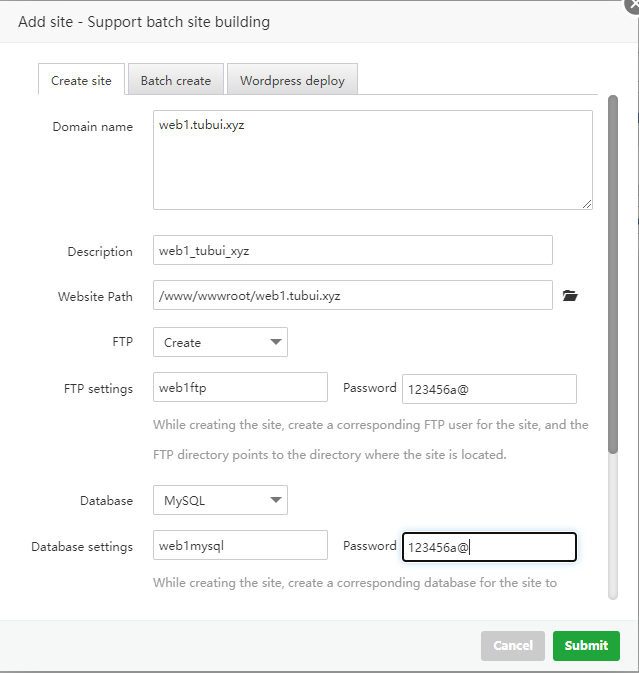 Add site - Support batch site building
Create site Batch create Wordpress deploy
Domain name web1.tubui.xyz
Description web1_tubui_xyz
Website Path /www/wwwroot/web1.tubui.xyz
FTP Create
FTP settings web1ftp Password 123456a@
While creating the site, create a corresponding FTP user for the site, and the
FTP directory points to the directory where the site is located.
Database MySQL
Database settings web1mysql Password 123456a@
While creating the site, create a corresponding database for the site to
Cancel Submit